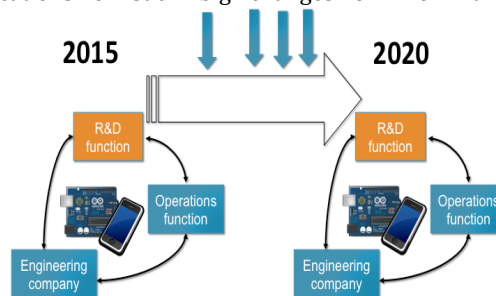 2015
2020
R&D
function
Operations
function
Engineering
company
R&D
function
Operations
function
Engineering
company